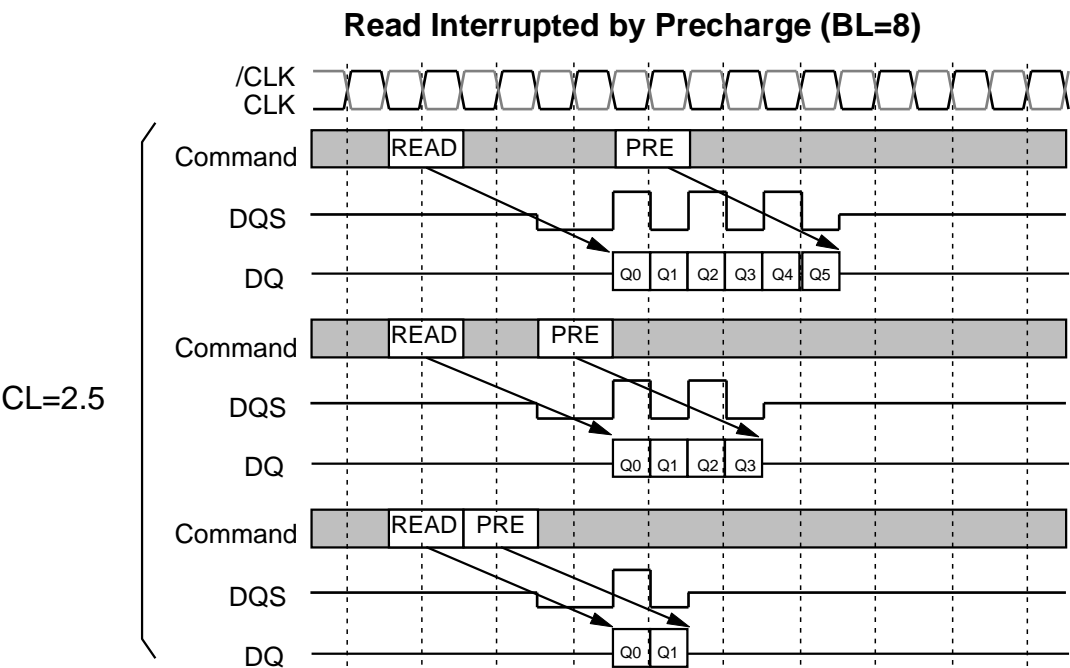 Read Interrupted by Precharge (BL=8)
/CLK
CLK
Command READ PRE
DQS
DQ Q0 Q1 Q2 Q3 Q4 Q5
Command READ PRE
CL=2.5
DQS
DQ Q0 Q1 Q2 Q3
Command READ PRE
DQS
DQ Q0 Q1